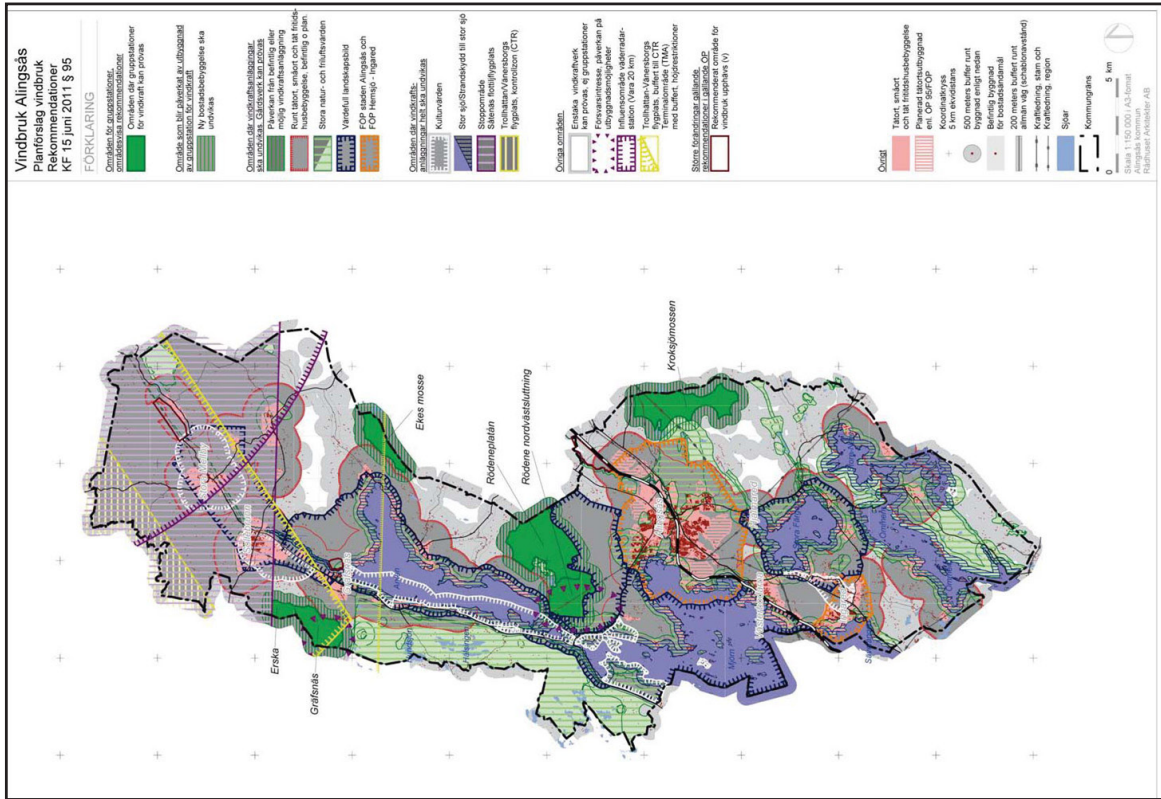 Vindbruk Alingsås
Planförslag vindbruk
Rekommendationer
KF 15 juni 2011 § 95
FÖRKLARING
Områden för gruppstationer,
områdesvisa rekommendationer
Områden där gruppstationer
för vindkraft kan prövas
Område som blir påverkat av utbyggnad
av gruppstation för vindkraft
Ny bostadsbebyggelse ska
undvikas
Områden där vindkraftsanläggningar
ska undvikas. Gårdsverk kan prövas
Påverkan från befintlig eller
möjlig vindkraftsanläggning
Runt tätort, småort och tät fritids-
husbebyggelse, befintlig o plan.
Stora natur- och friluftsvärden
Värdefull landskapsbild
FÖP staden Alingsås och
FÖP Hemsjö - Ingared
Områden där vindkrafts-
anläggningar helt ska undvikas
Kulturvärden
Stor sjö/Strandskydd till stor sjö
Stoppområde
Såtenäs flottiljflygplats
Trollhättan/Vänersborgs
flygplats, kontrollzon (CTR)
Övriga områden
Enstaka vindkraftverk
kan prövas, ej gruppstationer
Försvarsintresse, påverkan på
utbyggnadsmöjligheter
Influensområde väderradar-
station (Vara 20 km)
Trollhättan-Vänersborgs
flygplats, buffert till CTR
Terminalområde (TMA)
med buffert, höjdrestriktioner
Större förändringar gällande
rekommendationer i gällande ÖP
Rekommenderat område för
vindbruk upphävs (v)
Övrigt
Tätort, småort
och tät fritidshusbebyggelse
Planerad tätortsutbyggnad
enl. ÖP 95/FÖP
Koordinatkryss
5 km ekvidistans
500 meters buffer runt
byggnad enligt nedan
Befintlig byggnad
för bostadsändamål
200 meters buffert runt
allmän väg (schablonavstånd)
Kraftledning, stam och
Kraftledning, region
Sjöar
Kommungräns
0 5 km
Skala 1:150 000 i A3-format
Alingsås kommun
Rådhuset Arkitekter AB
Erska
Gräfsnäs
Ekes mosse
Rödeneplatån
Rödene nordvästsluttning
Kroksjömossen
Mjörn